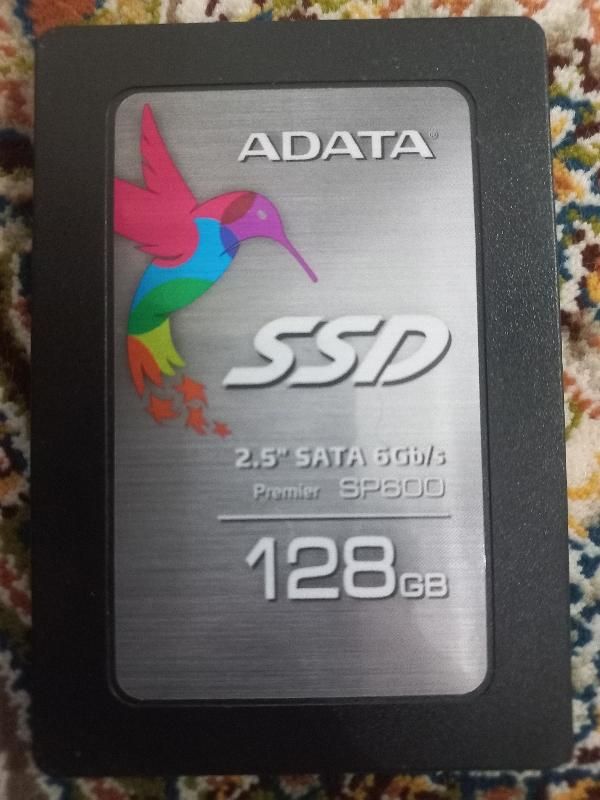 ADATA®
SSD
2.5" SATA 6Gb/s
Premier SP600
128GB